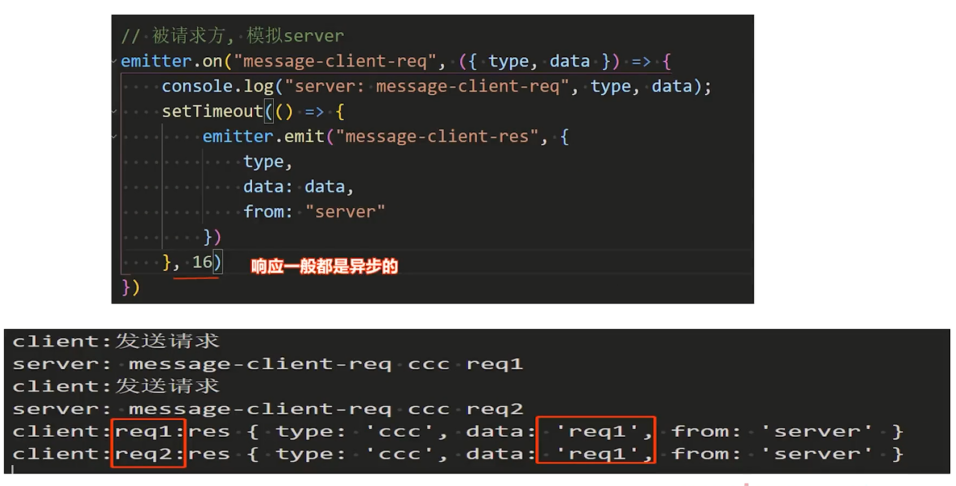 // 被请求方, 模拟server
emitter.on("message-client-req", ({ type, data }) => {
console.log("server: message-client-req", type, data);
setTimeout(() => {
emitter.emit("message-client-res", {
type,
data: data,
from: "server"
})
}, 16) 响应一般都是异步的
})
client:发送请求
server: message-client-req ccc req1
client:发送请求
server: message-client-req ccc req2
client:req1:res { type: 'ccc', data: 'req1', from: 'server' }
client:req2:res { type: 'ccc', data: 'req1', from: 'server' }